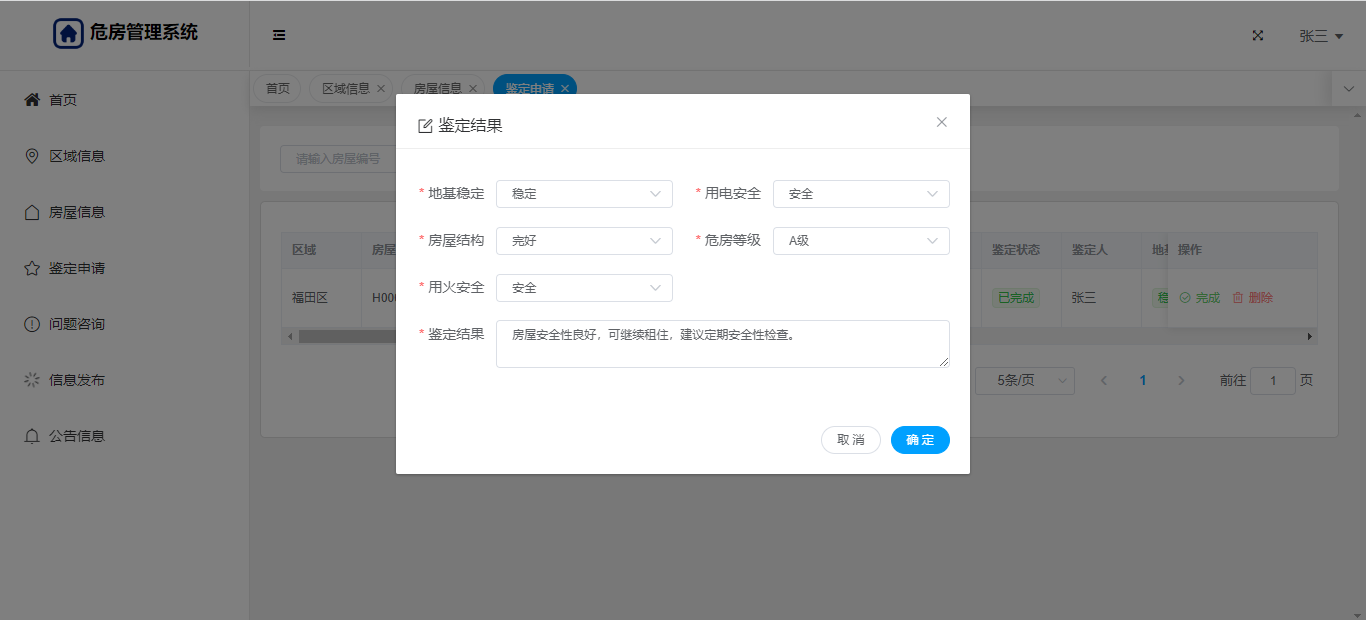 危房管理系统
张三
首页
区域信息
房屋信息
鉴定申请
问题咨询
信息发布
公告信息
首页 区域信息 房屋信息 鉴定申请
请输入房屋编号
区域 房屋 鉴定状态 鉴定人 操作
福田区 H00 已完成 张三 稳 完成 删除
5条/页 1 前往 1 页
鉴定结果
* 地基稳定 稳定 * 用电安全 安全
* 房屋结构 完好 * 危房等级 A级
* 用火安全 安全
* 鉴定结果 房屋安全性良好，可继续租住，建议定期安全性检查。
取消 确定